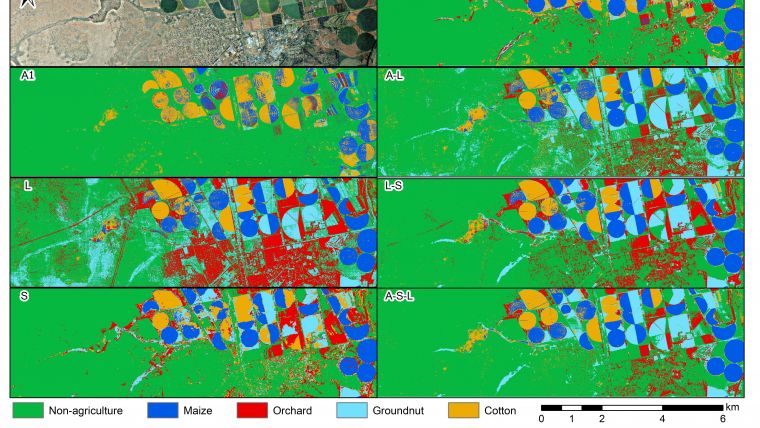 A1
A-L
L
L-S
S
A-S-L
Non-agriculture Maize Orchard Groundnut Cotton
km
0 1 2 4 6